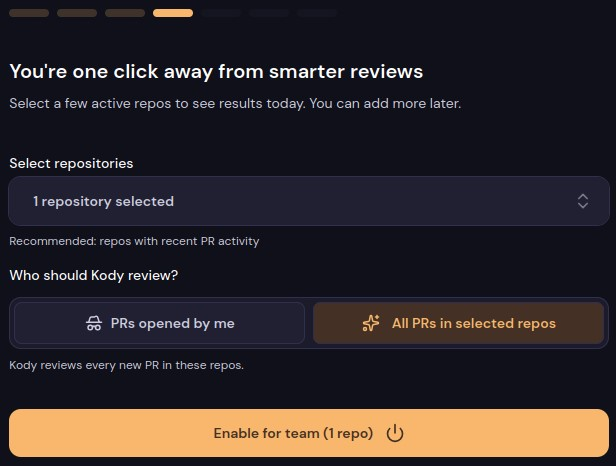 You're one click away from smarter reviews
Select a few active repos to see results today. You can add more later.
Select repositories
1 repository selected
Recommended: repos with recent PR activity
Who should Kody review?
PRs opened by me
All PRs in selected repos
Kody reviews every new PR in these repos.
Enable for team (1 repo)